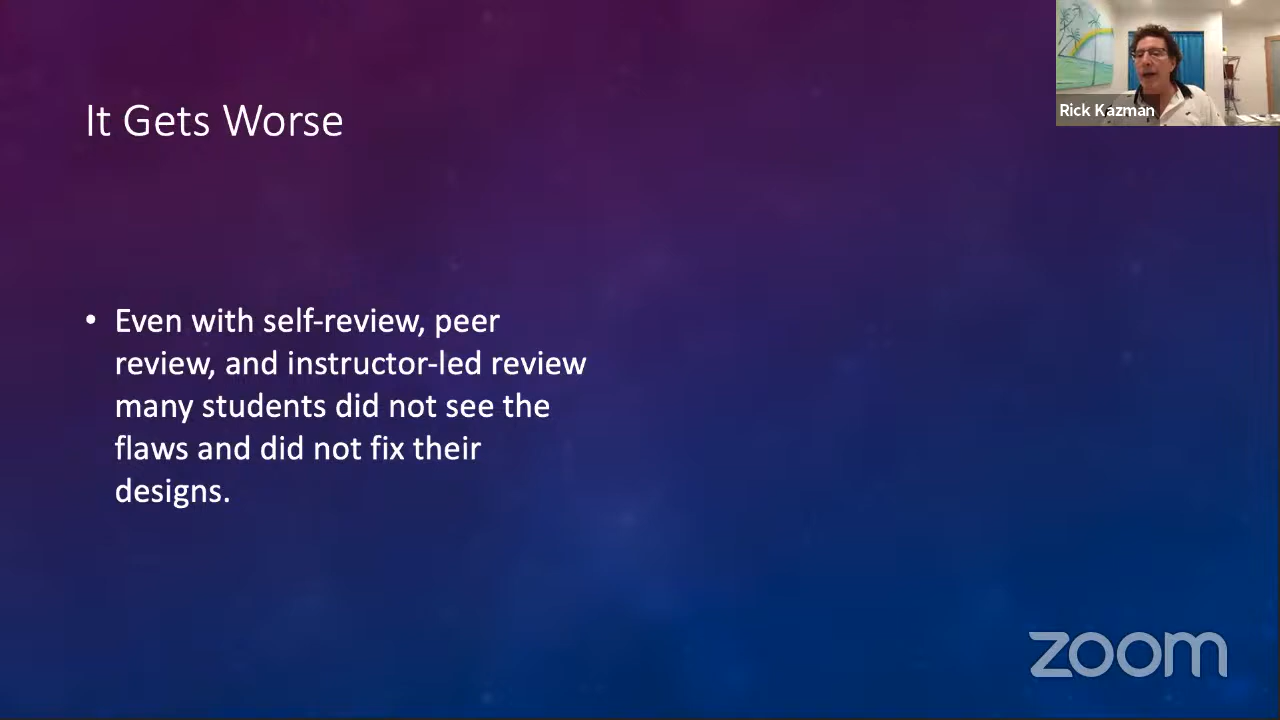 It Gets Worse
Rick Kazman
• Even with self-review, peer
review, and instructor-led review
many students did not see the
flaws and did not fix their
designs.
zoom